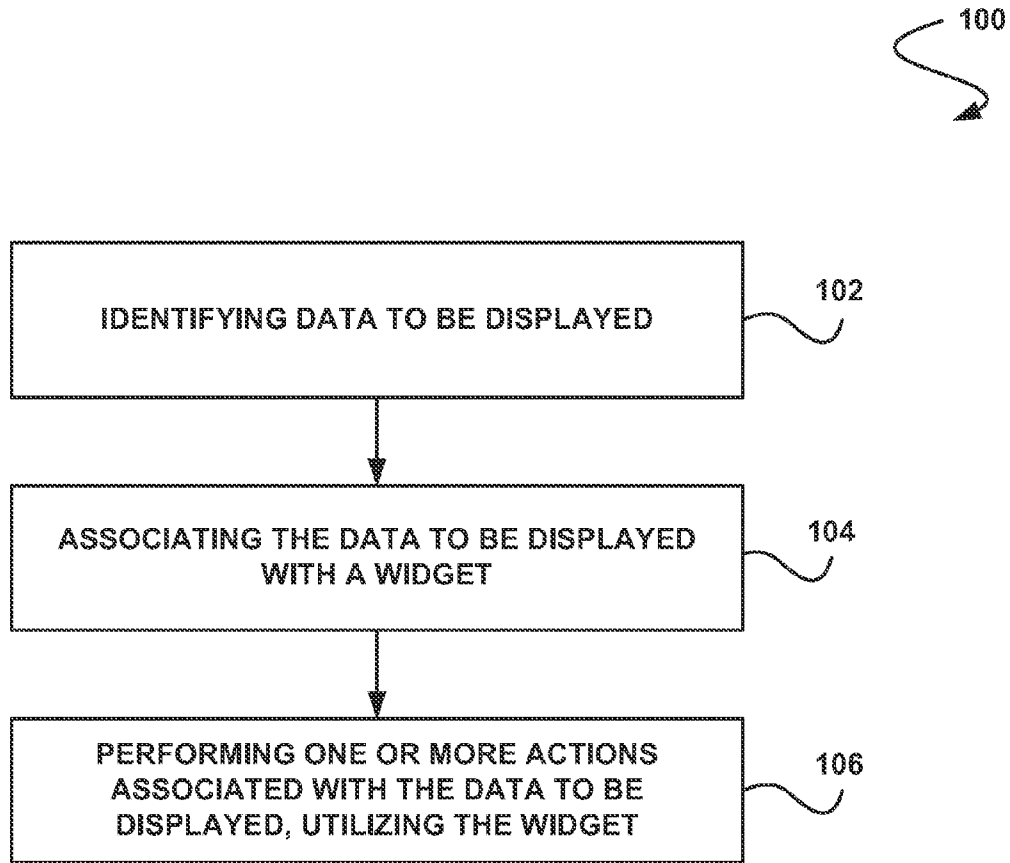 100
IDENTIFYING DATA TO BE DISPLAYED
102
ASSOCIATING THE DATA TO BE DISPLAYED
WITH A WIDGET
104
PERFORMING ONE OR MORE ACTIONS
ASSOCIATED WITH THE DATA TO BE
DISPLAYED, UTILIZING THE WIDGET
106